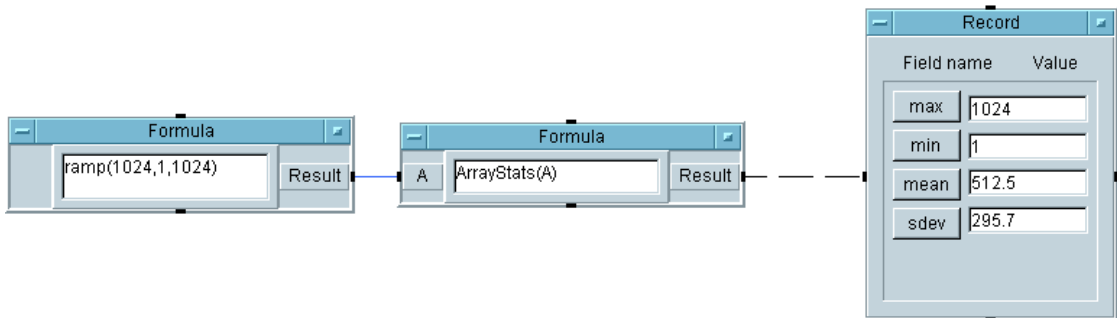 Formula
ramp(1024,1,1024)
Result
Formula
A
ArrayStats(A)
Result
Record
Field name Value
max 1024
min 1
mean 512.5
sdev 295.7